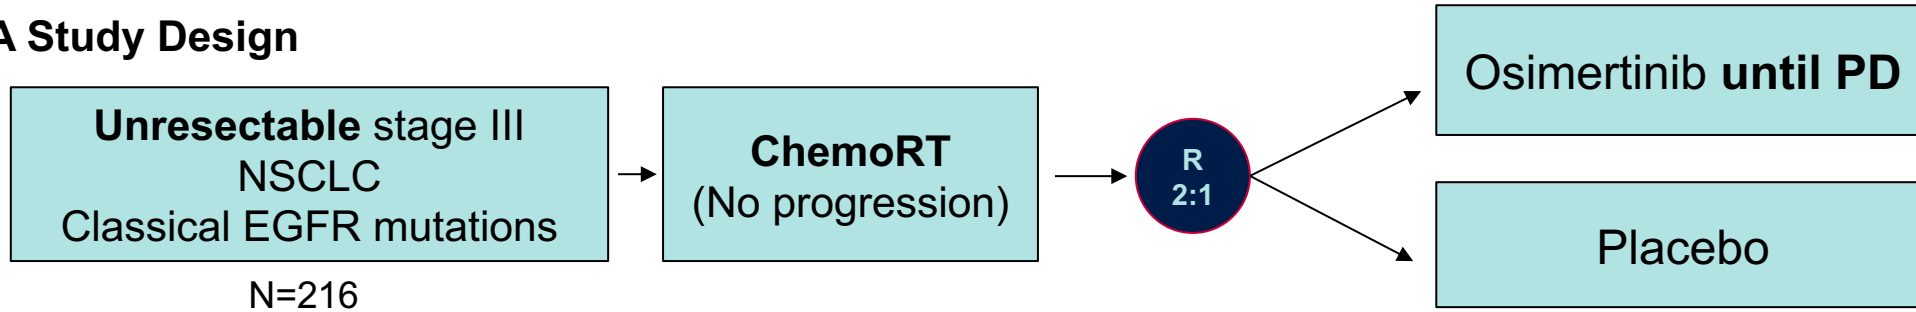 A Study Design
Unresectable stage III
NSCLC
Classical EGFR mutations
N=216
ChemoRT
(No progression)
R
2:1
Osimertinib until PD
Placebo